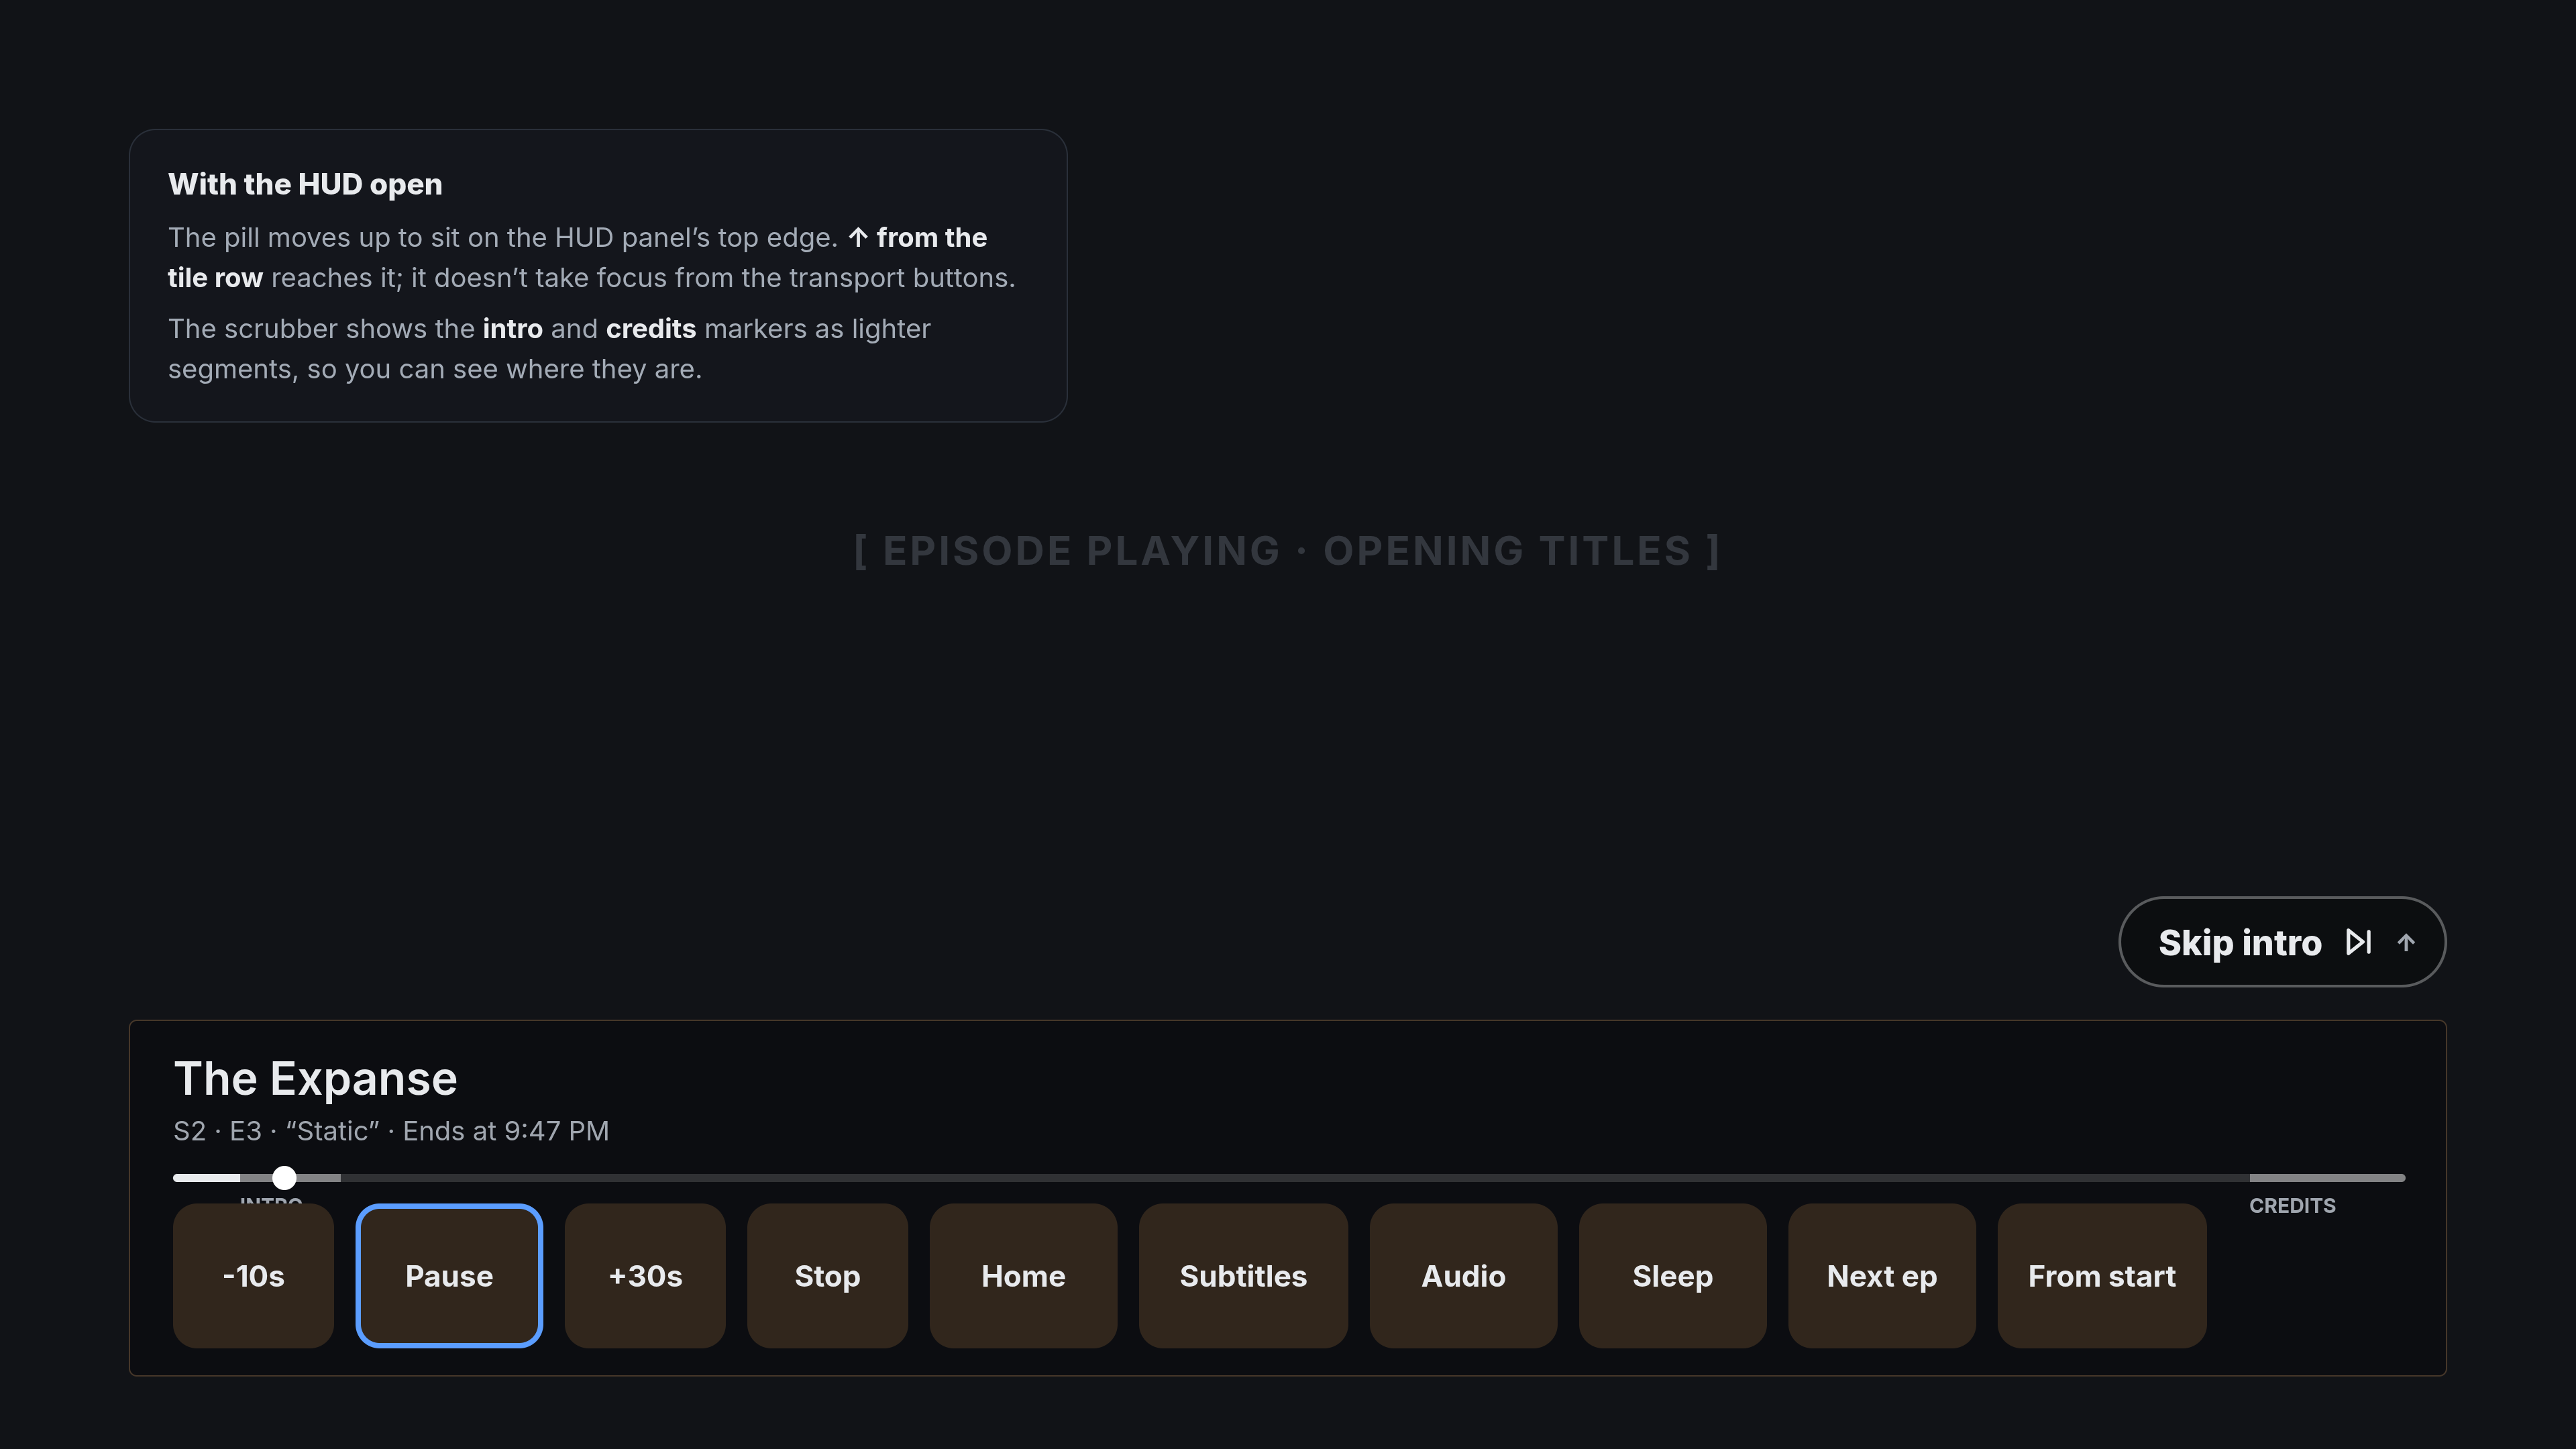 With the HUD open
The pill moves up to sit on the HUD panel’s top edge. ↑ from the
tile row reaches it; it doesn’t take focus from the transport buttons.
The scrubber shows the intro and credits markers as lighter
segments, so you can see where they are.
[ EPISODE PLAYING · OPENING TITLES ]
Skip intro ↑
The Expanse
S2 · E3 · “Static” · Ends at 9:47 PM
INTRO CREDITS
-10s Pause +30s Stop Home Subtitles Audio Sleep Next ep From start